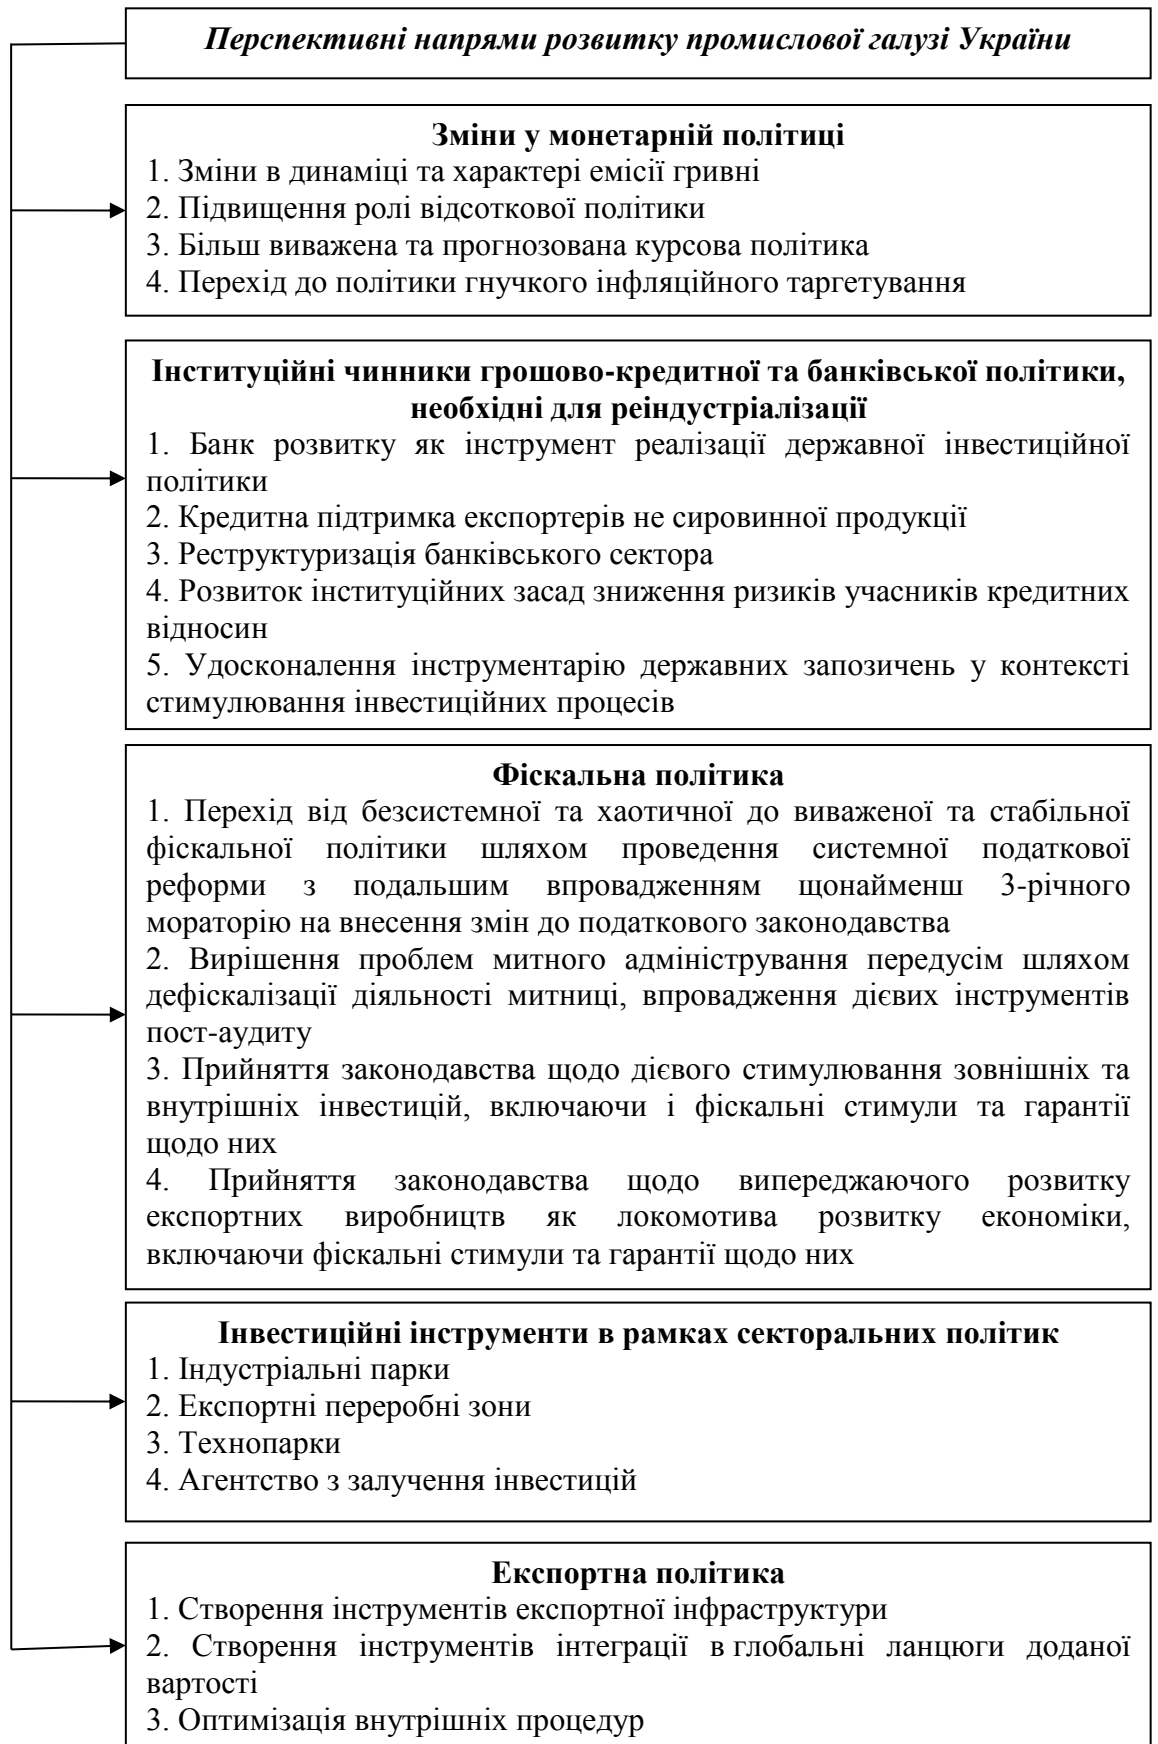 Перспективні напрями розвитку промислової галузі України
Зміни у монетарній політиці
1. Зміни в динаміці та характері емісії гривні
2. Підвищення ролі відсоткової політики
3. Більш виважена та прогнозована курсова політика
4. Перехід до політики гнучкого інфляційного таргетування
Інституційні чинники грошово-кредитної та банківської політики,
необхідні для реіндустріалізації
1. Банк розвитку як інструмент реалізації державної інвестиційної
політики
2. Кредитна підтримка експортерів не сировинної продукції
3. Реструктуризація банківського сектора
4. Розвиток інституційних засад зниження ризиків учасників кредитних
відносин
5. Удосконалення інструментарію державних запозичень у контексті
стимулювання інвестиційних процесів
Фіскальна політика
1. Перехід від безсистемної та хаотичної до виваженої та стабільної
фіскальної політики шляхом проведення системної податкової
реформи з подальшим впровадженням щонайменш 3-річного
мораторію на внесення змін до податкового законодавства
2. Вирішення проблем митного адміністрування передусім шляхом
дефіскалізації діяльності митниці, впровадження дієвих інструментів
пост-аудиту
3. Прийняття законодавства щодо дієвого стимулювання зовнішніх та
внутрішніх інвестицій, включаючи і фіскальні стимули та гарантії
щодо них
4. Прийняття законодавства щодо випереджаючого розвитку
експортних виробництв як локомотива розвитку економіки,
включаючи фіскальні стимули та гарантії щодо них
Інвестиційні інструменти в рамках секторальних політик
1. Індустріальні парки
2. Експортні переробні зони
3. Технопарки
4. Агентство з залучення інвестицій
Експортна політика
1. Створення інструментів експортної інфраструктури
2. Створення інструментів інтеграції в глобальні ланцюги доданої
вартості
3. Оптимізація внутрішніх процедур